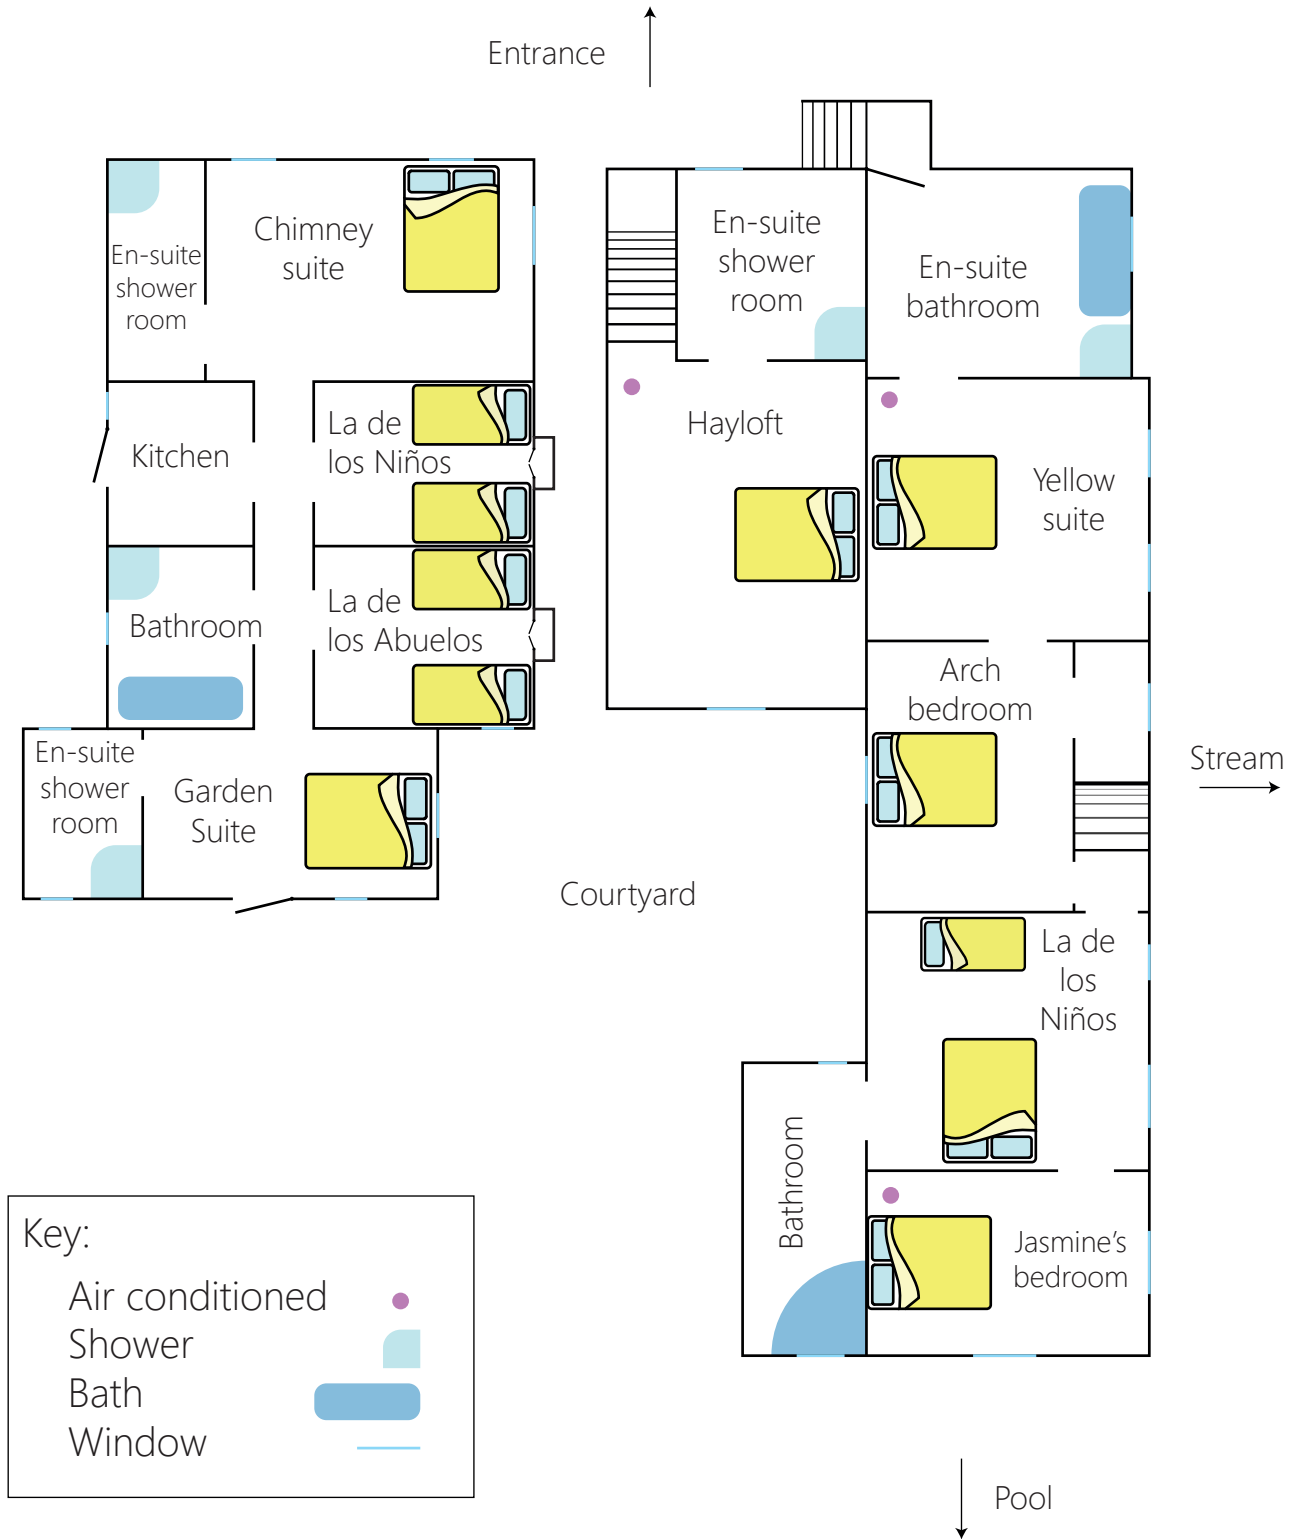 Entrance
Chimney
suite
En-suite
shower
room
Kitchen
La de
los Niños
Bathroom
La de
los Abuelos
En-suite
shower
room
Garden
Suite
En-suite
shower
room
En-suite
bathroom
Hayloft
Yellow
suite
Arch
bedroom
Stream
Courtyard
La de
los
Niños
Bathroom
Jasmine's
bedroom
Key:
Air conditioned
Shower
Bath
Window
Pool